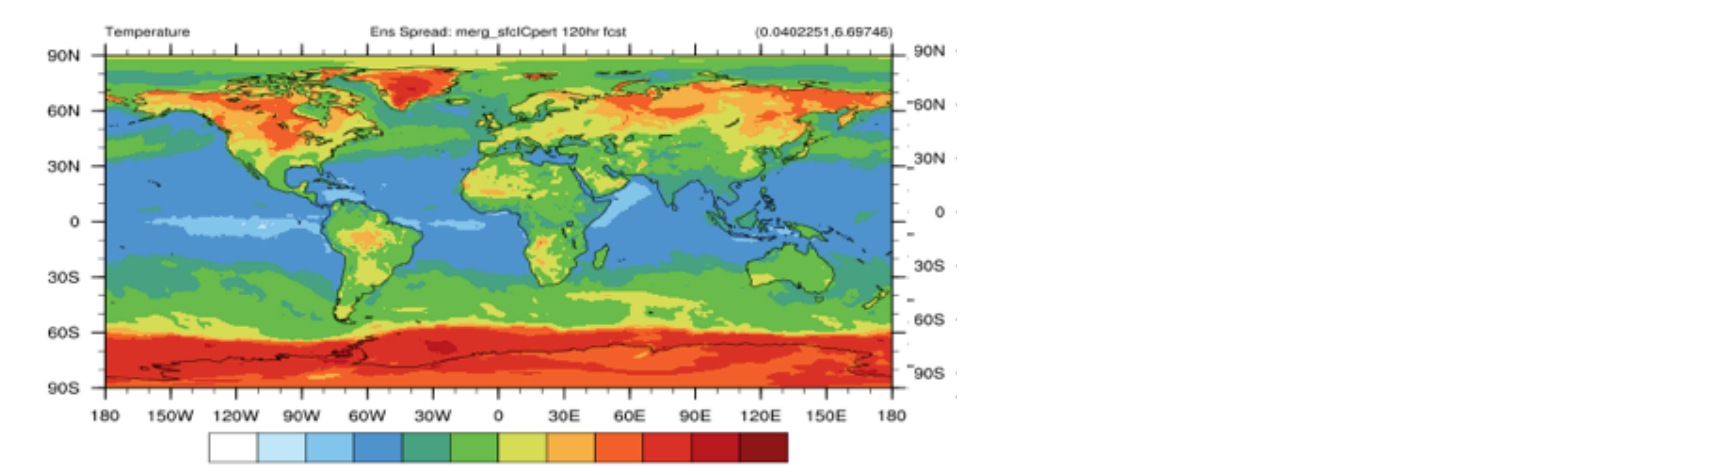 Temperature Ens Spread: merg_sfcICpert 120hr fcst (0.0402251,6.69746)
90N 90N
60N 60N
30N 30N
0 0
30S 30S
60S 60S
90S 90S
180 150W 120W 90W 60W 30W 0 30E 60E 90E 120E 150E 180